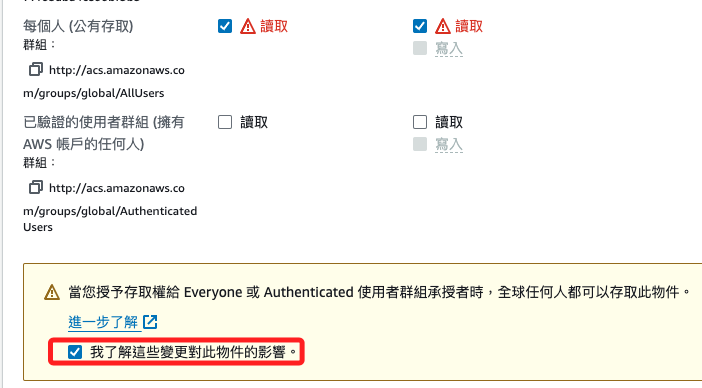 每個人 (公有存取)
讀取
讀取
群組：
寫入
http://acs.amazonaws.co
m/groups/global/AllUsers
已驗證的使用者群組 (擁有
讀取
讀取
AWS 帳戶的任何人)
寫入
群組：
http://acs.amazonaws.co
m/groups/global/Authenticated
Users
當您授予存取權給 Everyone 或 Authenticated 使用者群組承授者時，全球任何人都可以存取此物件。
進一步了解
我了解這些變更對此物件的影響。